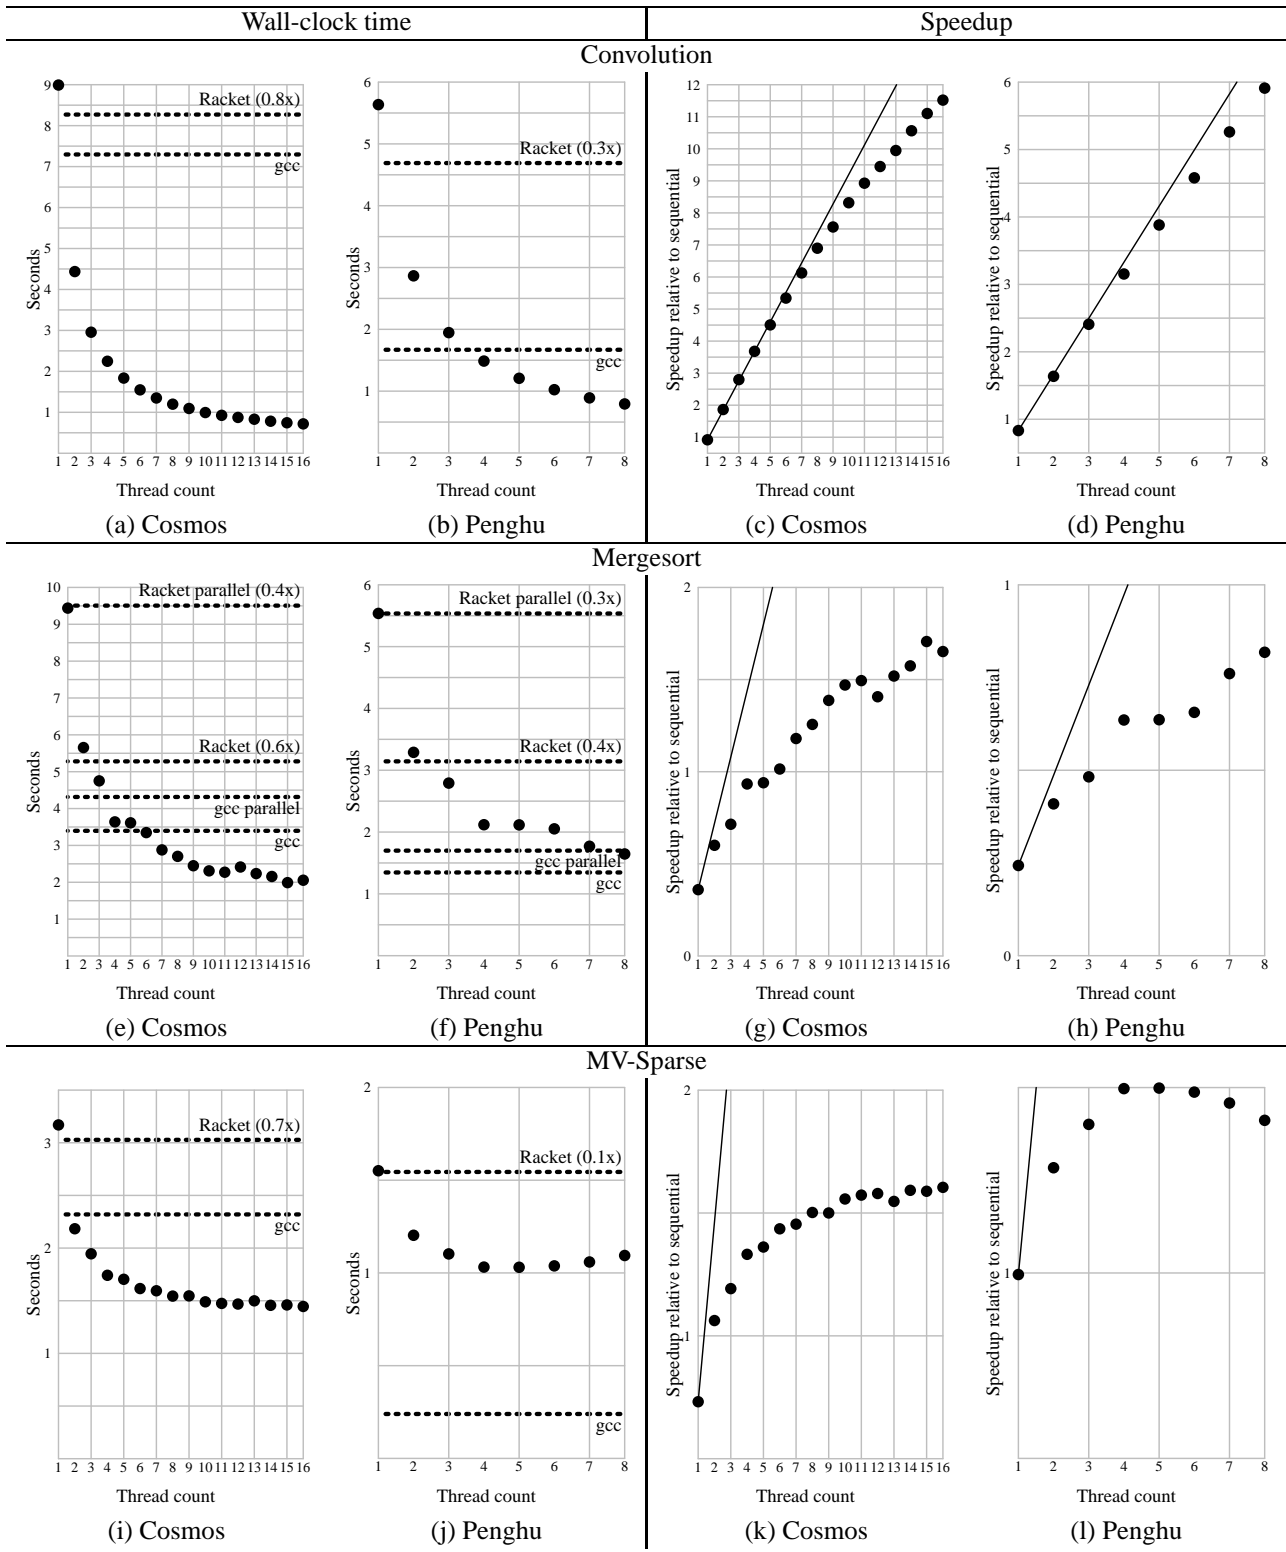 Wall-clock time
Speedup
Convolution
9
8
7
6
5
4
3
2
1
Racket (0.8x)
gcc
Seconds
1 2 3 4 5 6 7 8 9 10 11 12 13 14 15 16
Thread count
(a) Cosmos
6
5
4
3
2
1
Racket (0.3x)
gcc
Seconds
1 2 3 4 5 6 7 8
Thread count
(b) Penghu
12
11
10
9
8
7
6
5
4
3
2
1
Speedup relative to sequential
1 2 3 4 5 6 7 8 9 10 11 12 13 14 15 16
Thread count
(c) Cosmos
6
5
4
3
2
1
Speedup relative to sequential
1 2 3 4 5 6 7 8
Thread count
(d) Penghu
Mergesort
10
9
8
7
6
5
4
3
2
1
Racket parallel (0.4x)
Racket (0.6x)
gcc parallel
gcc
Seconds
1 2 3 4 5 6 7 8 9 10 11 12 13 14 15 16
Thread count
(e) Cosmos
6
5
4
3
2
1
Racket parallel (0.3x)
Racket (0.4x)
gcc parallel
gcc
Seconds
1 2 3 4 5 6 7 8
Thread count
(f) Penghu
2
1
0
Speedup relative to sequential
1 2 3 4 5 6 7 8 9 10 11 12 13 14 15 16
Thread count
(g) Cosmos
1
0
Speedup relative to sequential
1 2 3 4 5 6 7 8
Thread count
(h) Penghu
MV-Sparse
3
2
1
Racket (0.7x)
gcc
Seconds
1 2 3 4 5 6 7 8 9 10 11 12 13 14 15 16
Thread count
(i) Cosmos
2
1
Racket (0.1x)
gcc
Seconds
1 2 3 4 5 6 7 8
Thread count
(j) Penghu
2
1
Speedup relative to sequential
1 2 3 4 5 6 7 8 9 10 11 12 13 14 15 16
Thread count
(k) Cosmos
1
Speedup relative to sequential
1 2 3 4 5 6 7 8
Thread count
(l) Penghu